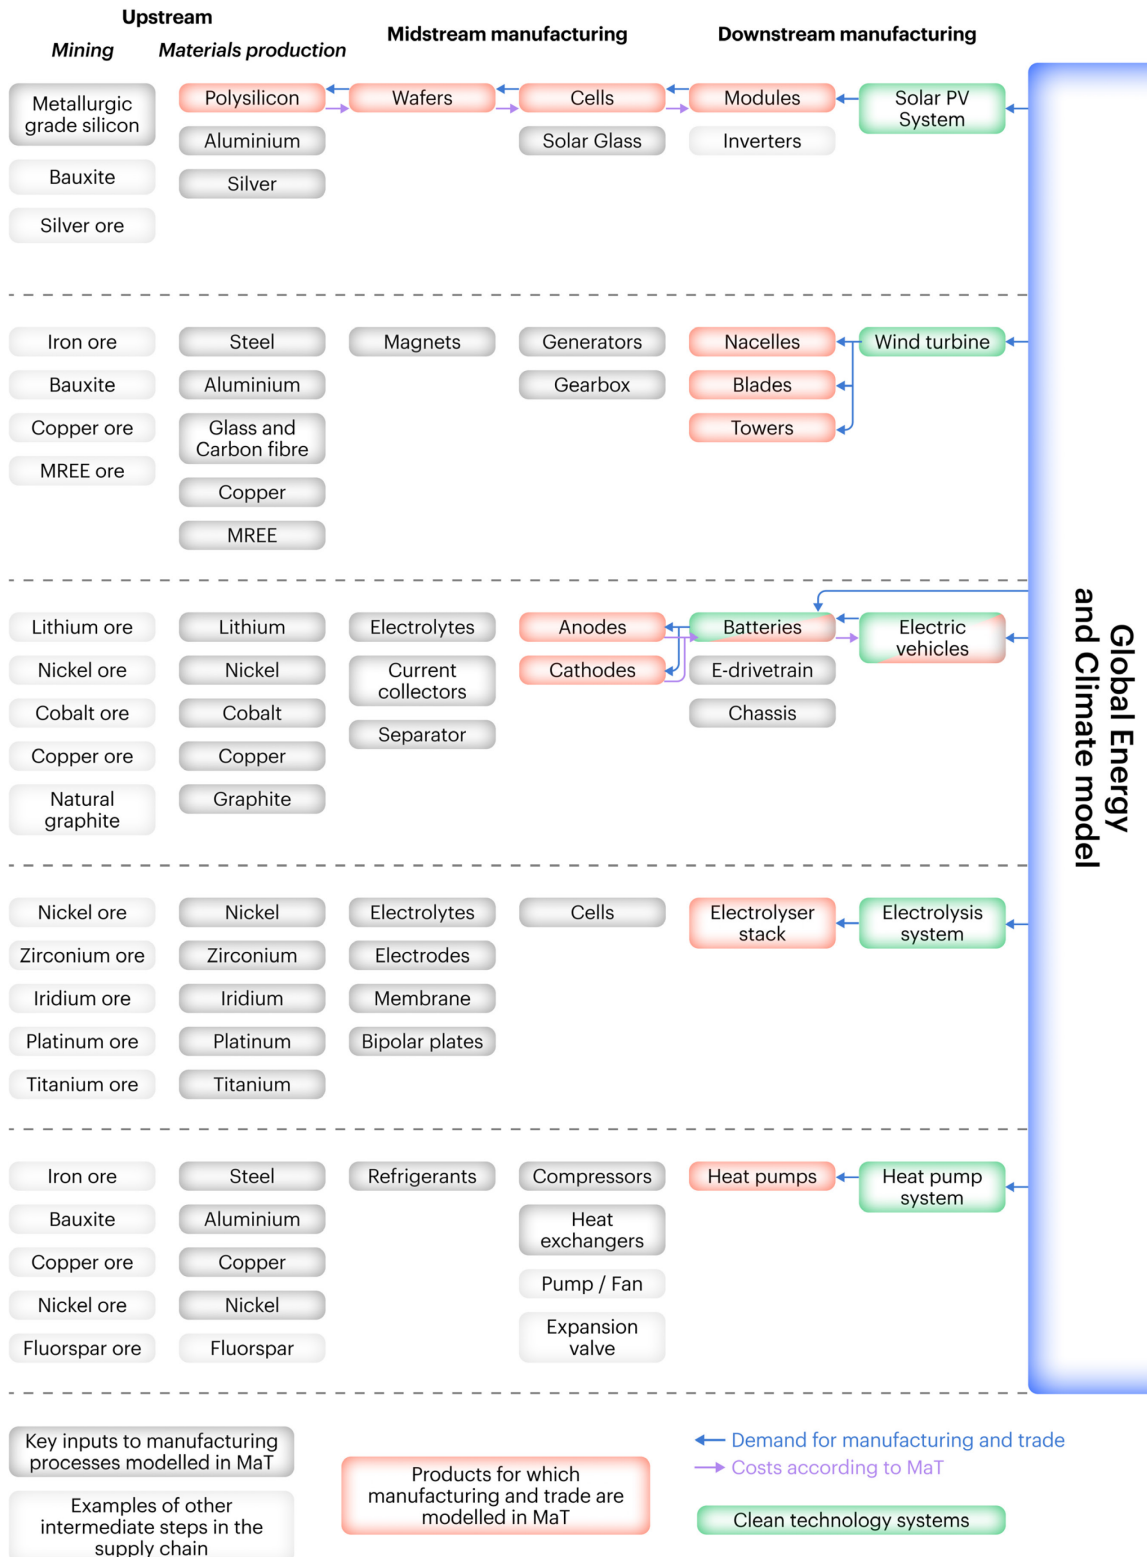 Upstream
Mining
Materials production
Midstream manufacturing
Downstream manufacturing
Metallurgic
grade silicon
Bauxite
Silver ore
Polysilicon
Aluminium
Silver
Wafers
Cells
Solar Glass
Modules
Inverters
Solar PV
System
Iron ore
Bauxite
Copper ore
MREE ore
Steel
Aluminium
Glass and
Carbon fibre
Copper
MREE
Magnets
Generators
Gearbox
Nacelles
Blades
Towers
Wind turbine
Lithium ore
Nickel ore
Cobalt ore
Copper ore
Natural
graphite
Lithium
Nickel
Cobalt
Copper
Graphite
Electrolytes
Current
collectors
Separator
Anodes
Cathodes
Batteries
E-drivetrain
Chassis
Electric
vehicles
Nickel ore
Zirconium ore
Iridium ore
Platinum ore
Titanium ore
Nickel
Zirconium
Iridium
Platinum
Titanium
Electrolytes
Electrodes
Membrane
Bipolar plates
Cells
Electrolyser
stack
Electrolysis
system
Iron ore
Bauxite
Copper ore
Nickel ore
Fluorspar ore
Steel
Aluminium
Copper
Nickel
Fluorspar
Refrigerants
Compressors
Heat
exchangers
Pump / Fan
Expansion
valve
Heat pumps
Heat pump
system
Global Energy
and Climate model
Key inputs to manufacturing
processes modelled in MaT
Examples of other
intermediate steps in the
supply chain
Products for which
manufacturing and trade are
modelled in MaT
Demand for manufacturing and trade
Costs according to MaT
Clean technology systems